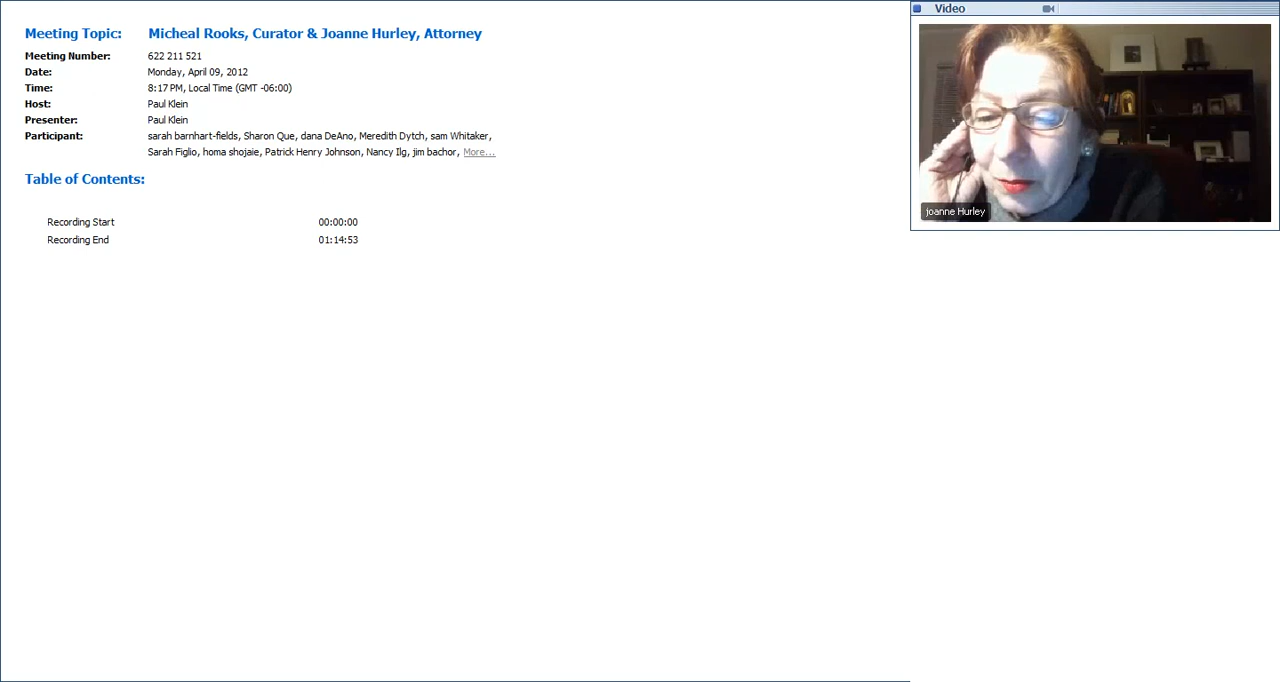 Meeting Topic: Micheal Rooks, Curator & Joanne Hurley, Attorney
Meeting Number: 622 211 521
Date: Monday, April 09, 2012
Time: 8:17 PM, Local Time (GMT -06:00)
Host: Paul Klein
Presenter: Paul Klein
Participant: sarah barnhart-fields, Sharon Que, dana DeAno, Meredith Dytch, sam Whitaker,
Sarah Figlio, homa shojaie, Patrick Henry Johnson, Nancy Ilg, jim bachor, More...
Table of Contents:
Recording Start 00:00:00
Recording End 01:14:53
Video
joanne Hurley